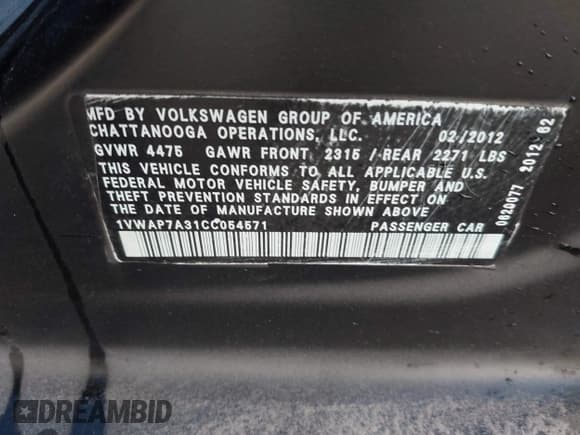 MFD BY VOLKSWAGEN GROUP OF AMERICA
CHATTANOOGA OPERATIONS, LLC. 02/2012
GVWR 4475 GAWR FRONT 2315 /REAR 2271 LBS
THIS VEHICLE CONFORMS TO ALL APPLICABLE U.S.
FEDERAL MOTOR VEHICLE SAFETY, BUMPER AND
THEFT PREVENTION STANDARDS IN EFFECT ON THE
DATE OF MANUFACTURE SHOWN ABOVE
1VWAP7A31CC054571 PASSENGER CAR
0620077 2012 62
DREAMBID